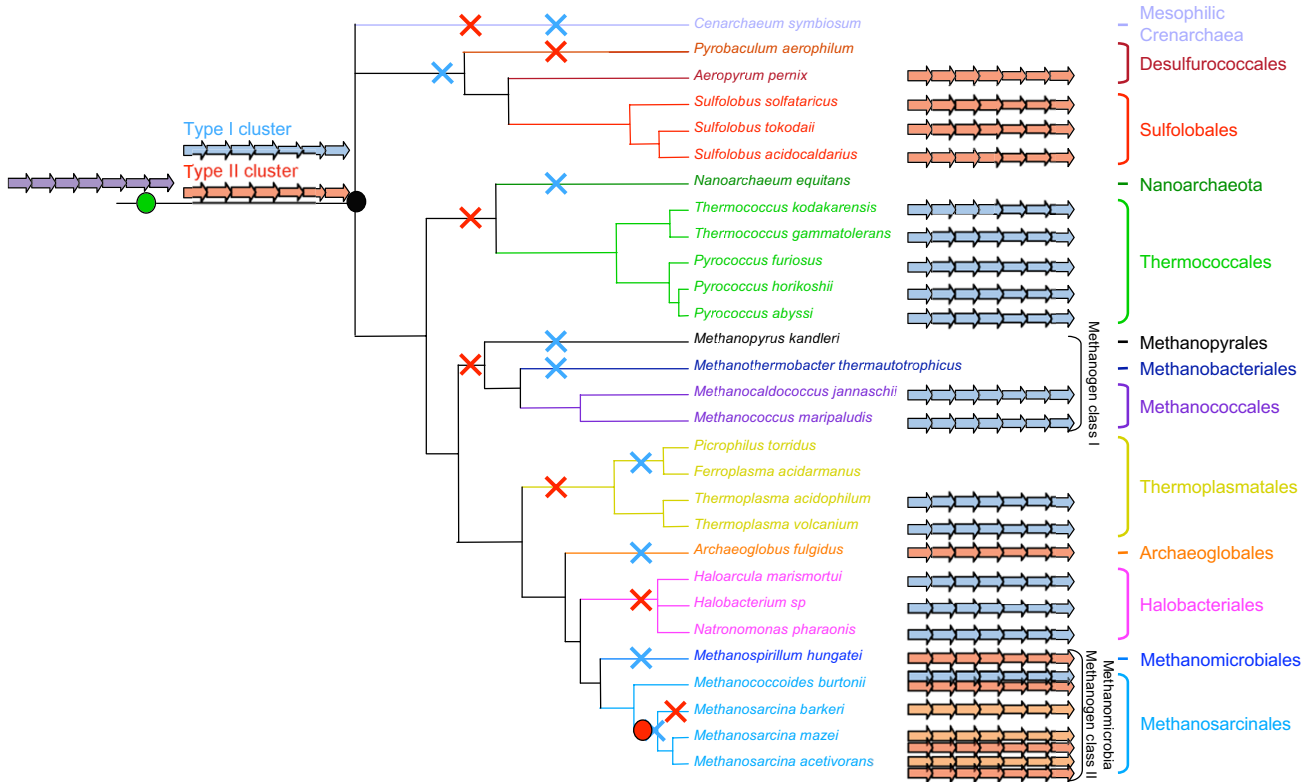 Type I cluster
Type II cluster
Cenarchaeum symbiosum
Pyrobaculum aerophilum
Aeropyrum pernix
Sulfolobus solfataricus
Sulfolobus tokodaii
Sulfolobus acidocaldarius
Nanoarchaeum equitans
Thermococcus kodakarensis
Thermococcus gammatolerans
Pyrococcus furiosus
Pyrococcus horikoshii
Pyrococcus abyssi
Methanopyrus kandleri
Methanothermobacter thermautotrophicus
Methanocaldococcus jannaschii
Methanococcus maripaludis
Picrophilus torridus
Ferroplasma acidarmanus
Thermoplasma acidophilum
Thermoplasma volcanium
Archaeoglobus fulgidus
Haloarcula marismortui
Halobacterium sp
Natronomonas pharaonis
Methanospirillum hungatei
Methanococcoides burtonii
Methanosarcina barkeri
Methanosarcina mazei
Methanosarcina acetivorans
Methanogen class I
Methanomicrobia
Methanogen class II
Mesophilic
Crenarchaea
Desulfurococcales
Sulfolobales
Nanoarchaeota
Thermococcales
Methanopyrales
Methanobacteriales
Methanococcales
Thermoplasmatales
Archaeoglobales
Halobacteriales
Methanomicrobiales
Methanosarcinales